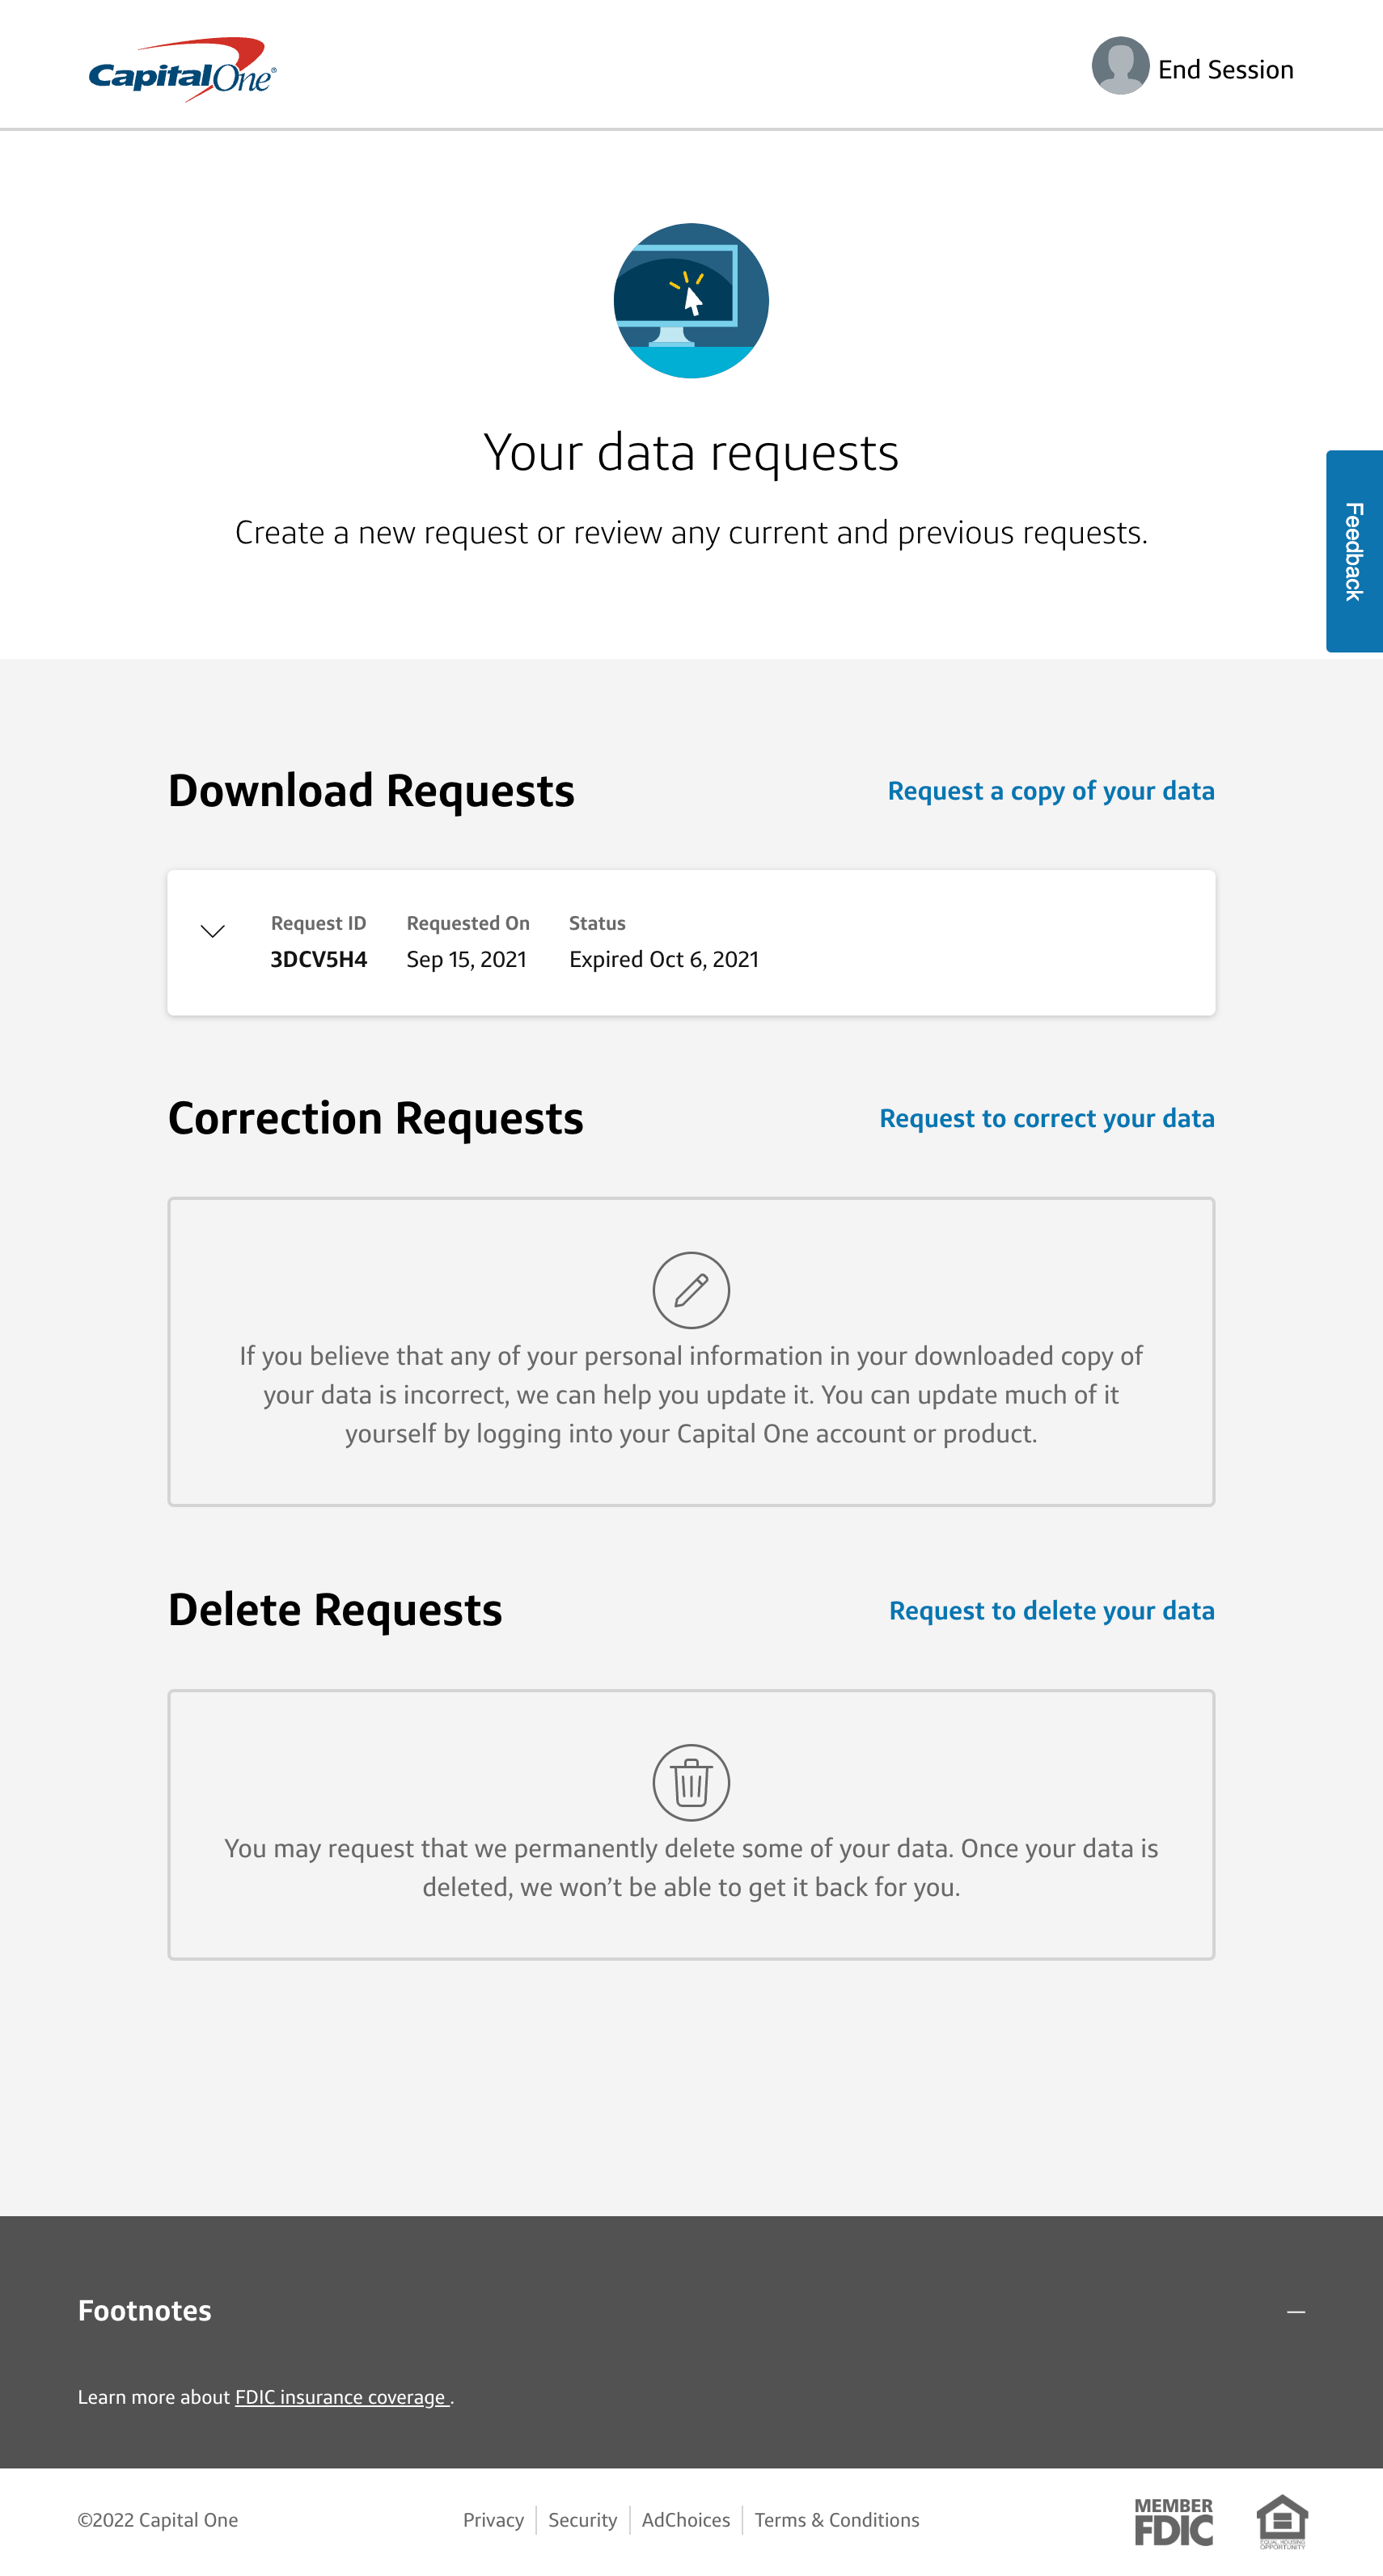 CapitalOne®
End Session
Your data requests
Create a new request or review any current and previous requests.
Feedback
Download Requests
Request a copy of your data
Request ID Requested On Status
3DCV5H4 Sep 15, 2021 Expired Oct 6, 2021
Correction Requests
Request to correct your data
If you believe that any of your personal information in your downloaded copy of
your data is incorrect, we can help you update it. You can update much of it
yourself by logging into your Capital One account or product.
Delete Requests
Request to delete your data
You may request that we permanently delete some of your data. Once your data is
deleted, we won’t be able to get it back for you.
Footnotes
Learn more about FDIC insurance coverage .
©2022 Capital One
Privacy Security AdChoices Terms & Conditions
MEMBER
FDIC
EQUAL HOUSING
OPPORTUNITY